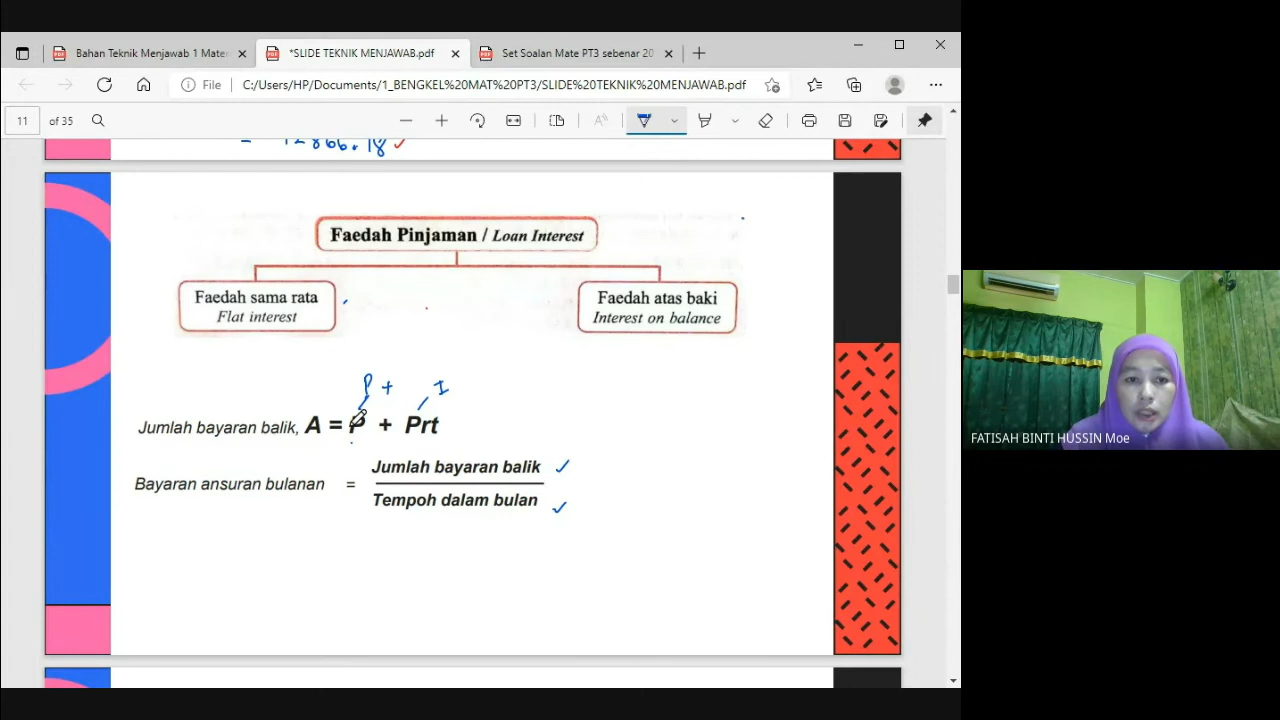 Bahan Teknik Menjawab 1 Mate
*SLIDE TEKNIK MENJAWAB.pdf
Set Soalan Mate PT3 sebenar 20
File
C:/Users/HP/Documents/1_BENGKEL%20MAT%20PT3/SLIDE%20TEKNIK%20MENJAWAB.pdf
11 of 35
= 12866.18
Faedah Pinjaman / Loan Interest
Faedah sama rata
Flat interest
Faedah atas baki
Interest on balance
P + I
Jumlah bayaran balik, A = P + Prt
Bayaran ansuran bulanan = Jumlah bayaran balik
Tempoh dalam bulan
FATISAH BINTI HUSSIN Moe